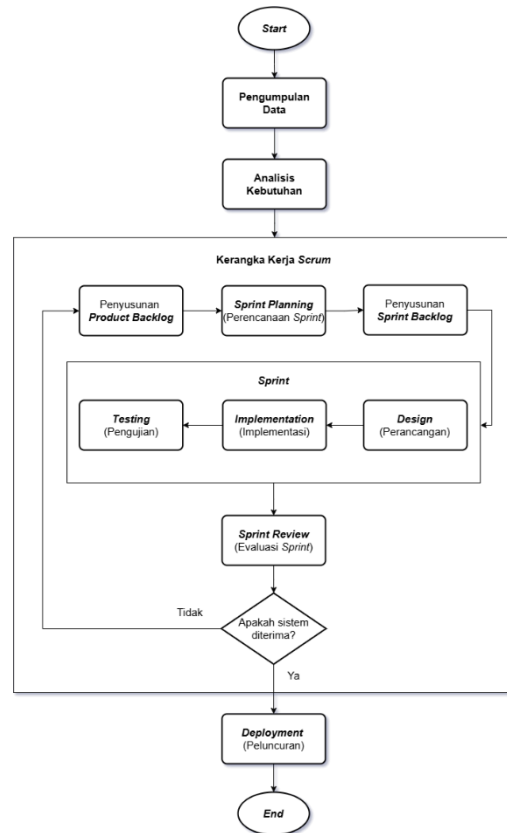 Start
Pengumpulan
Data
Analisis
Kebutuhan
Kerangka Kerja Scrum
Penyusunan
Product Backlog
Sprint Planning
(Perencanaan Sprint)
Penyusunan
Sprint Backlog
Sprint
Testing
(Pengujian)
Implementation
(Implementasi)
Design
(Perancangan)
Sprint Review
(Evaluasi Sprint)
Tidak
Apakah sistem
diterima?
Ya
Deployment
(Peluncuran)
End